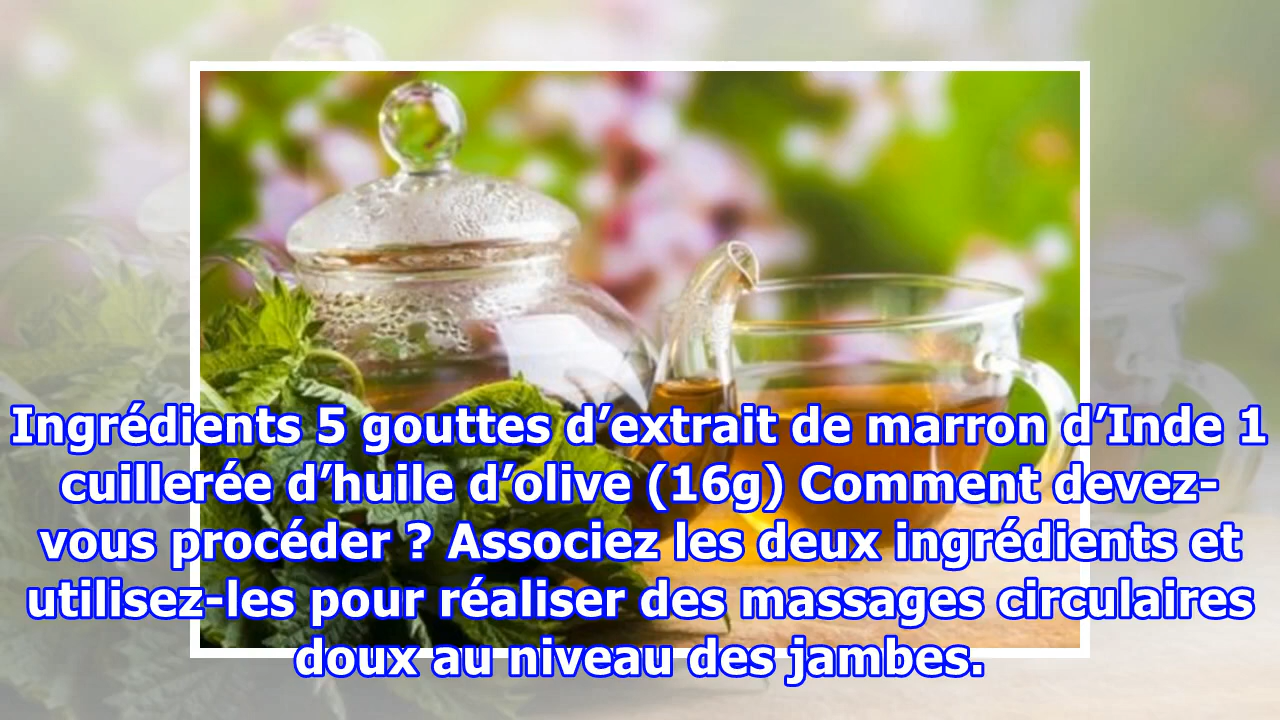 Ingrédients 5 gouttes d’extrait de marron d’Inde 1
cuillerée d’huile d’olive (16g) Comment devez-
vous procéder ? Associez les deux ingrédients et
utilisez-les pour réaliser des massages circulaires
doux au niveau des jambes.